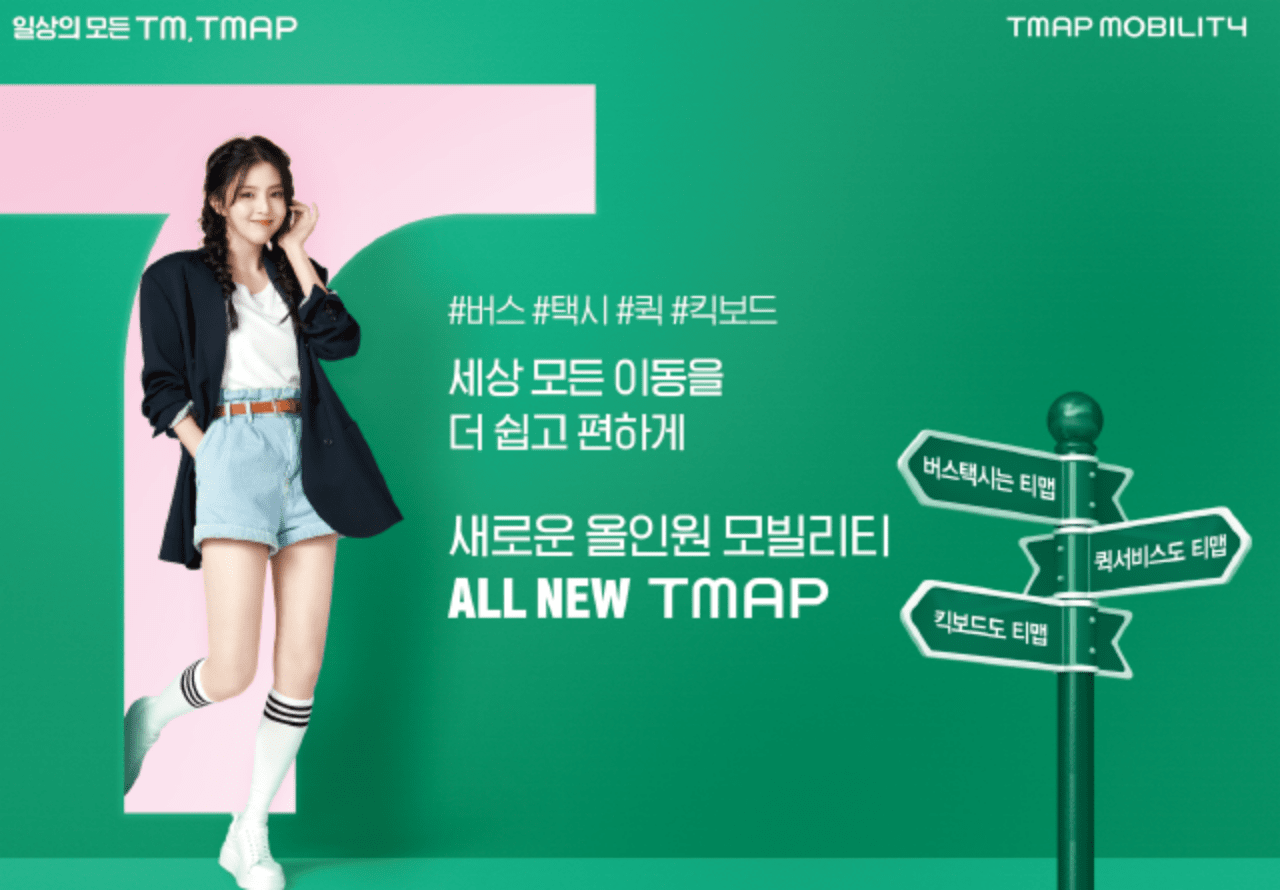 일상의 모든 TM, TMAP
TMAP MOBILITY
#버스 #택시 #퀵 #킥보드
세상 모든 이동을
더 쉽고 편하게
새로운 올인원 모빌리티
ALL NEW TMAP
버스택시는 티맵
퀵서비스도 티맵
킥보드도 티맵